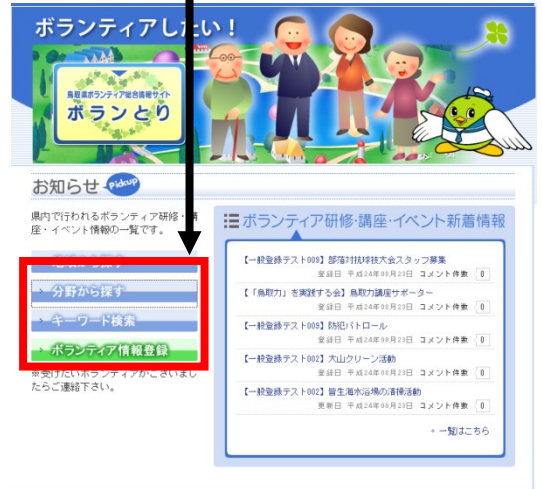 ボランティアしたい！
鳥取県ボランティア総合情報サイト
ボランとり
お知らせ Pickup
県内で行われるボランティア研修・講
座・イベント情報の一覧です。
地域から探す
分野から探す
キーワード検索
ボランティア情報登録
※受けたいボランティアがございまし
たらご連絡下さい。
ボランティア研修・講座・イベント新着情報
【一般登録テスト009】部落対抗球技大会スタッフ募集
登録日 平成24年08月23日 コメント件数 0
【「鳥取力」を実践する会】鳥取力講座サポーター
登録日 平成24年08月23日 コメント件数 0
【一般登録テスト009】防犯パトロール
登録日 平成24年08月23日 コメント件数 0
【一般登録テスト002】大山クリーン活動
登録日 平成24年08月23日 コメント件数 0
【一般登録テスト002】皆生海水浴場の清掃活動
更新日 平成24年08月23日 コメント件数 0
一覧はこちら